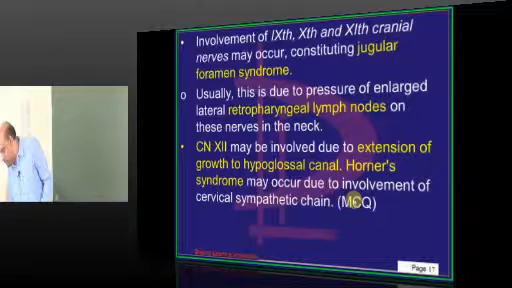 • Involvement of IXth, Xth and XIth cranial
nerves may occur, constituting jugular
foramen syndrome.
o Usually, this is due to pressure of enlarged
lateral retropharyngeal lymph nodes on
these nerves in the neck.
• CN XII may be involved due to extension of
growth to hypoglossal canal. Horner's
syndrome may occur due to involvement of
cervical sympathetic chain. (MCQ)
Page 17